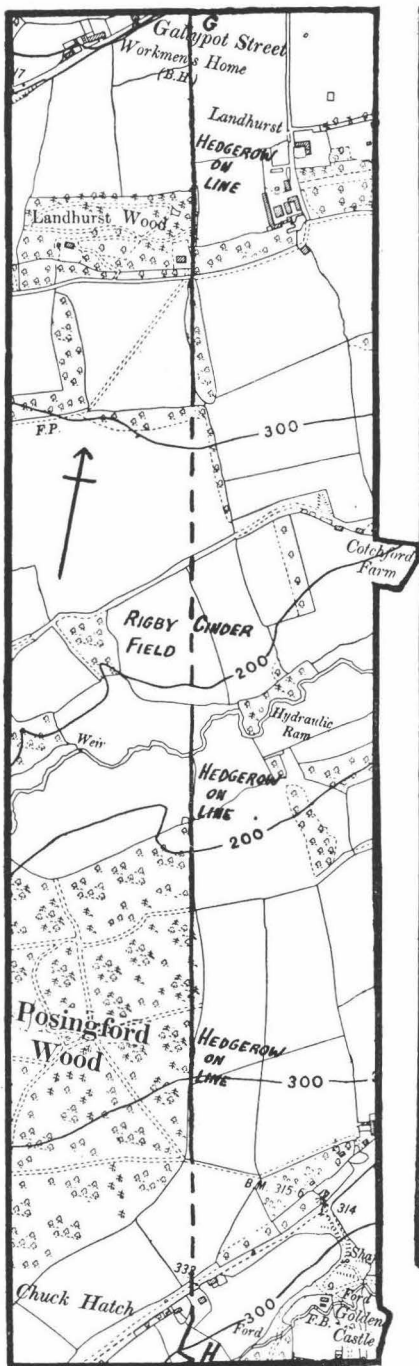 G
Gallypot Street
Workmen's Home
(B.H.)
17
Landhurst
HEDGEROW
ON
LINE
Landhurst Wood
F.P.
300
Cotchford
Farm
RIGBY CINDER
FIELD
200
Hydraulic
Ram
Weir
HEDGEROW
ON
LINE
200
Posingford
Wood
HEDGEROW
ON
LINE
300
B.M. 315·6
314
332
Chuck Hatch
300
Ford
Ford
F.B.
Golden
Castle
H